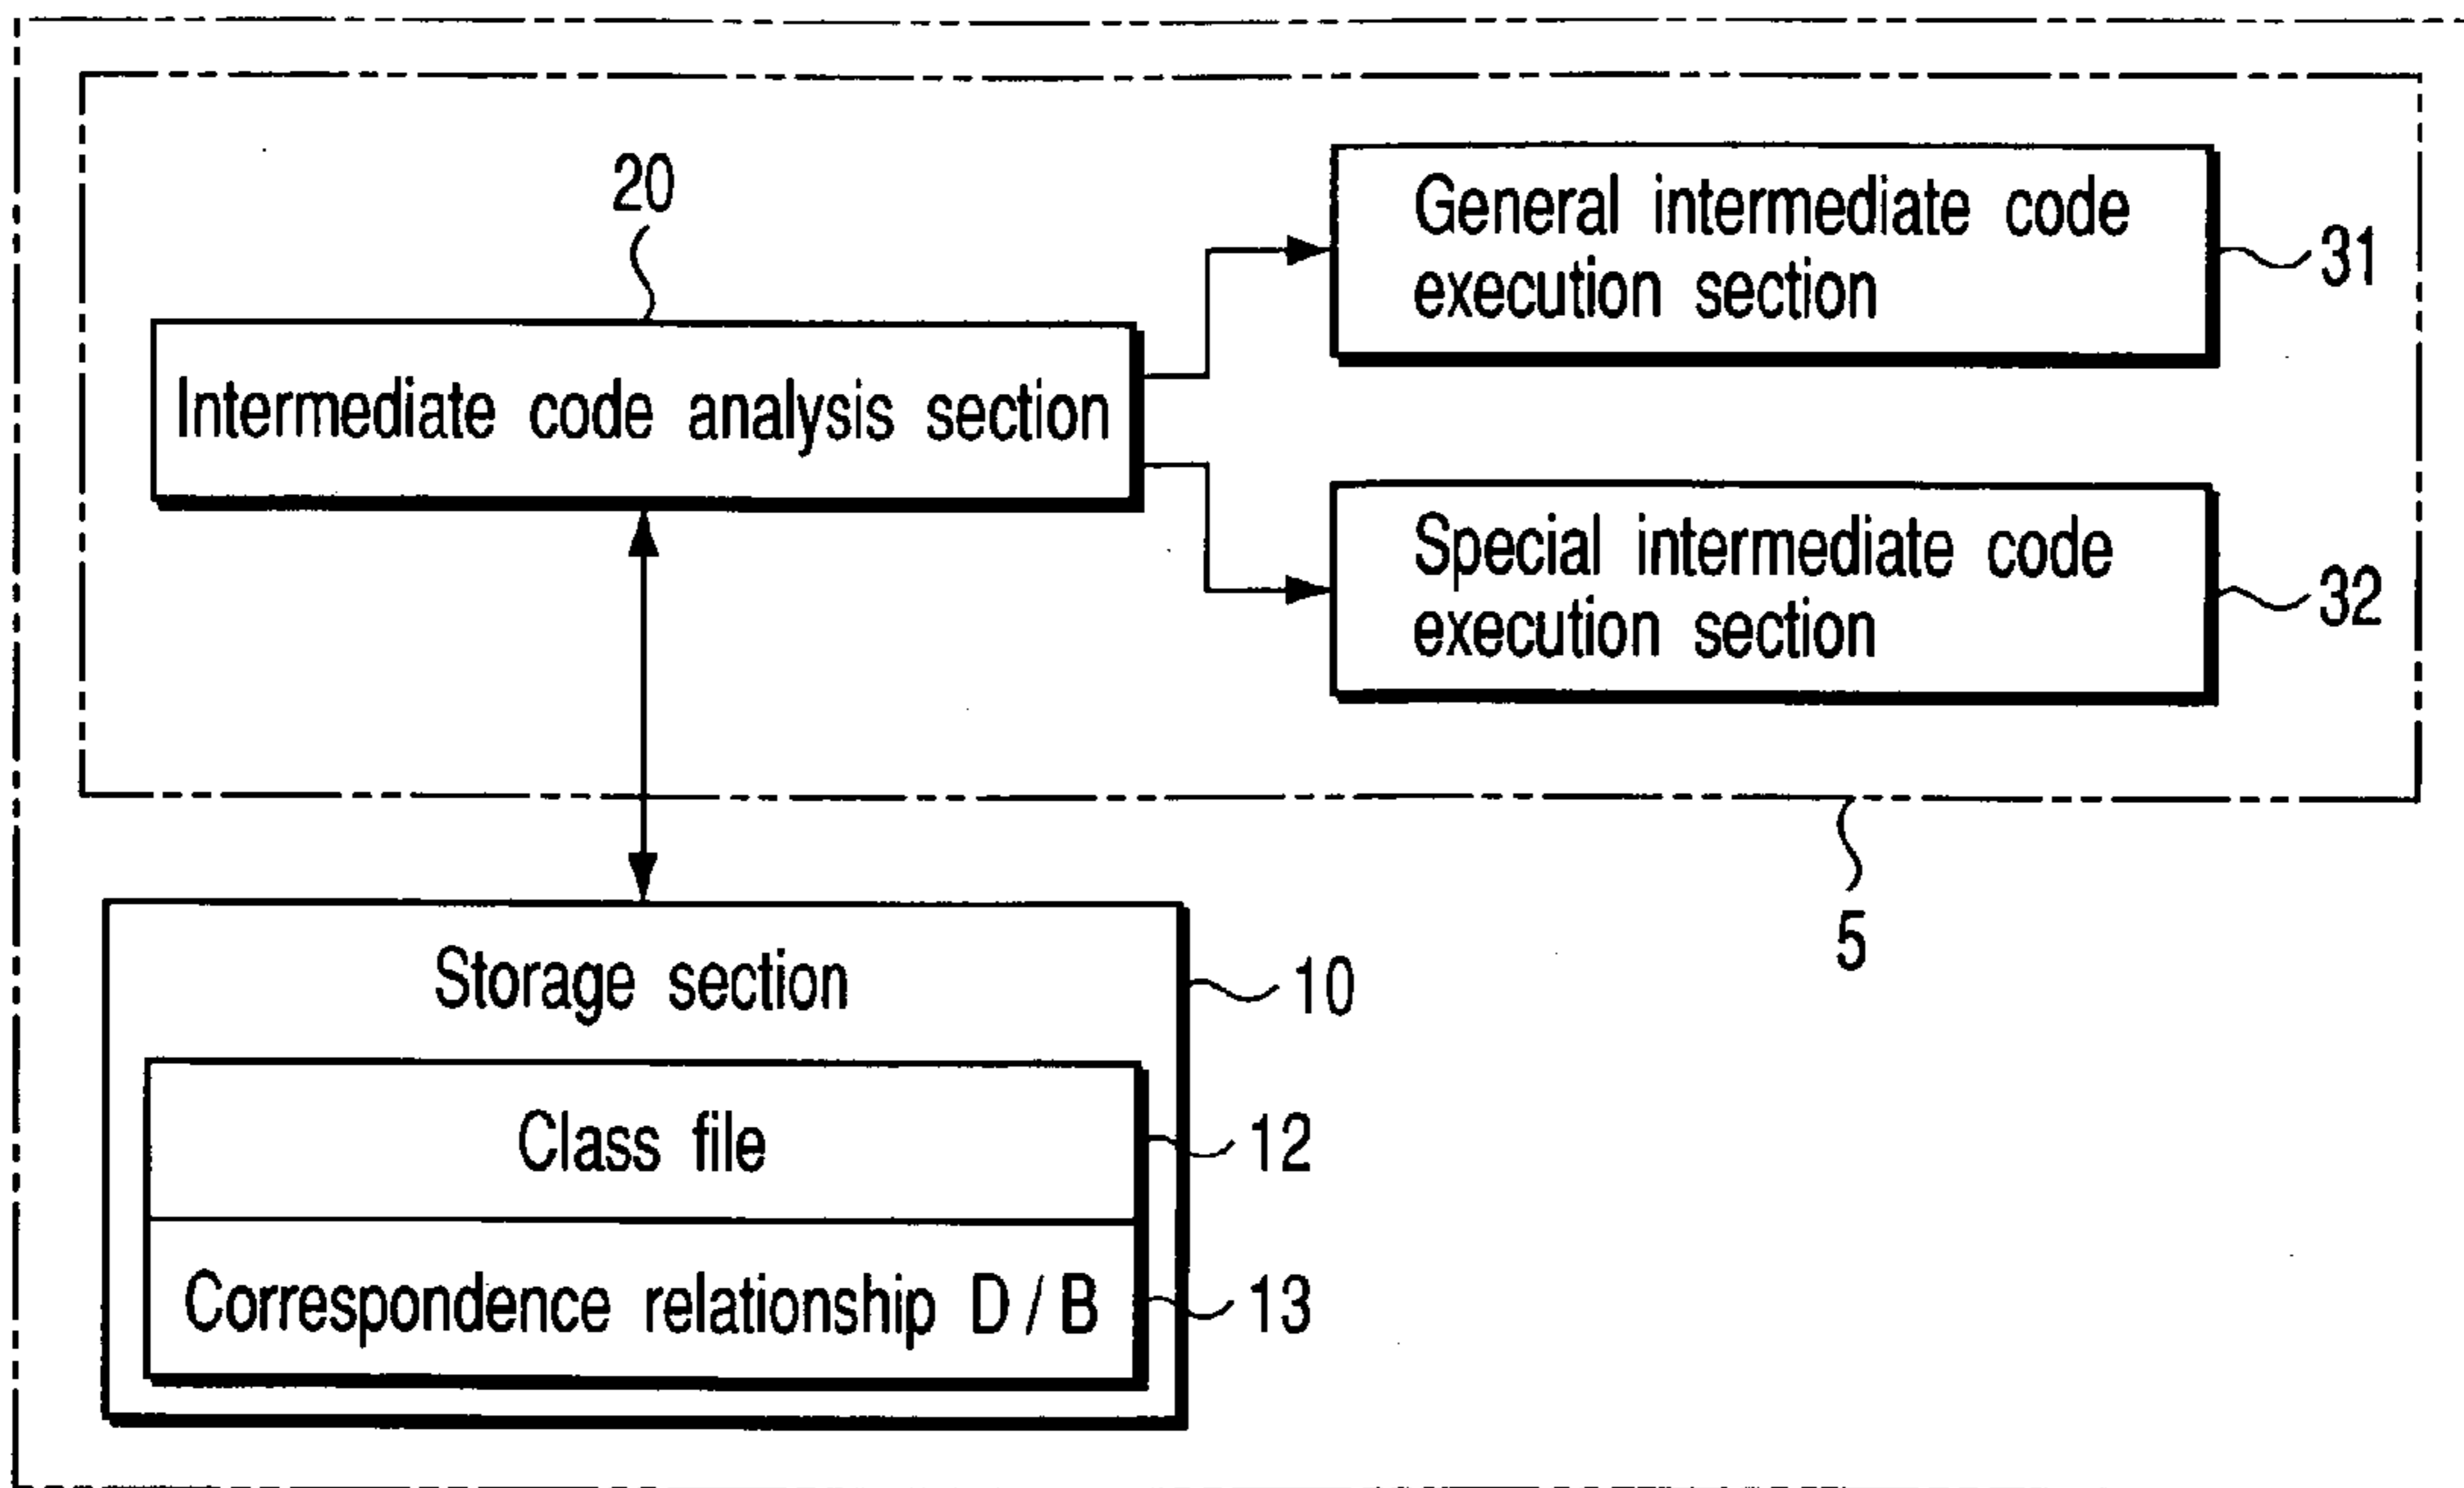 20
General intermediate code
execution section
31
Intermediate code analysis section
Special intermediate code
execution section
32
5
Storage section
10
Class file
12
Correspondence relationship D / B
13